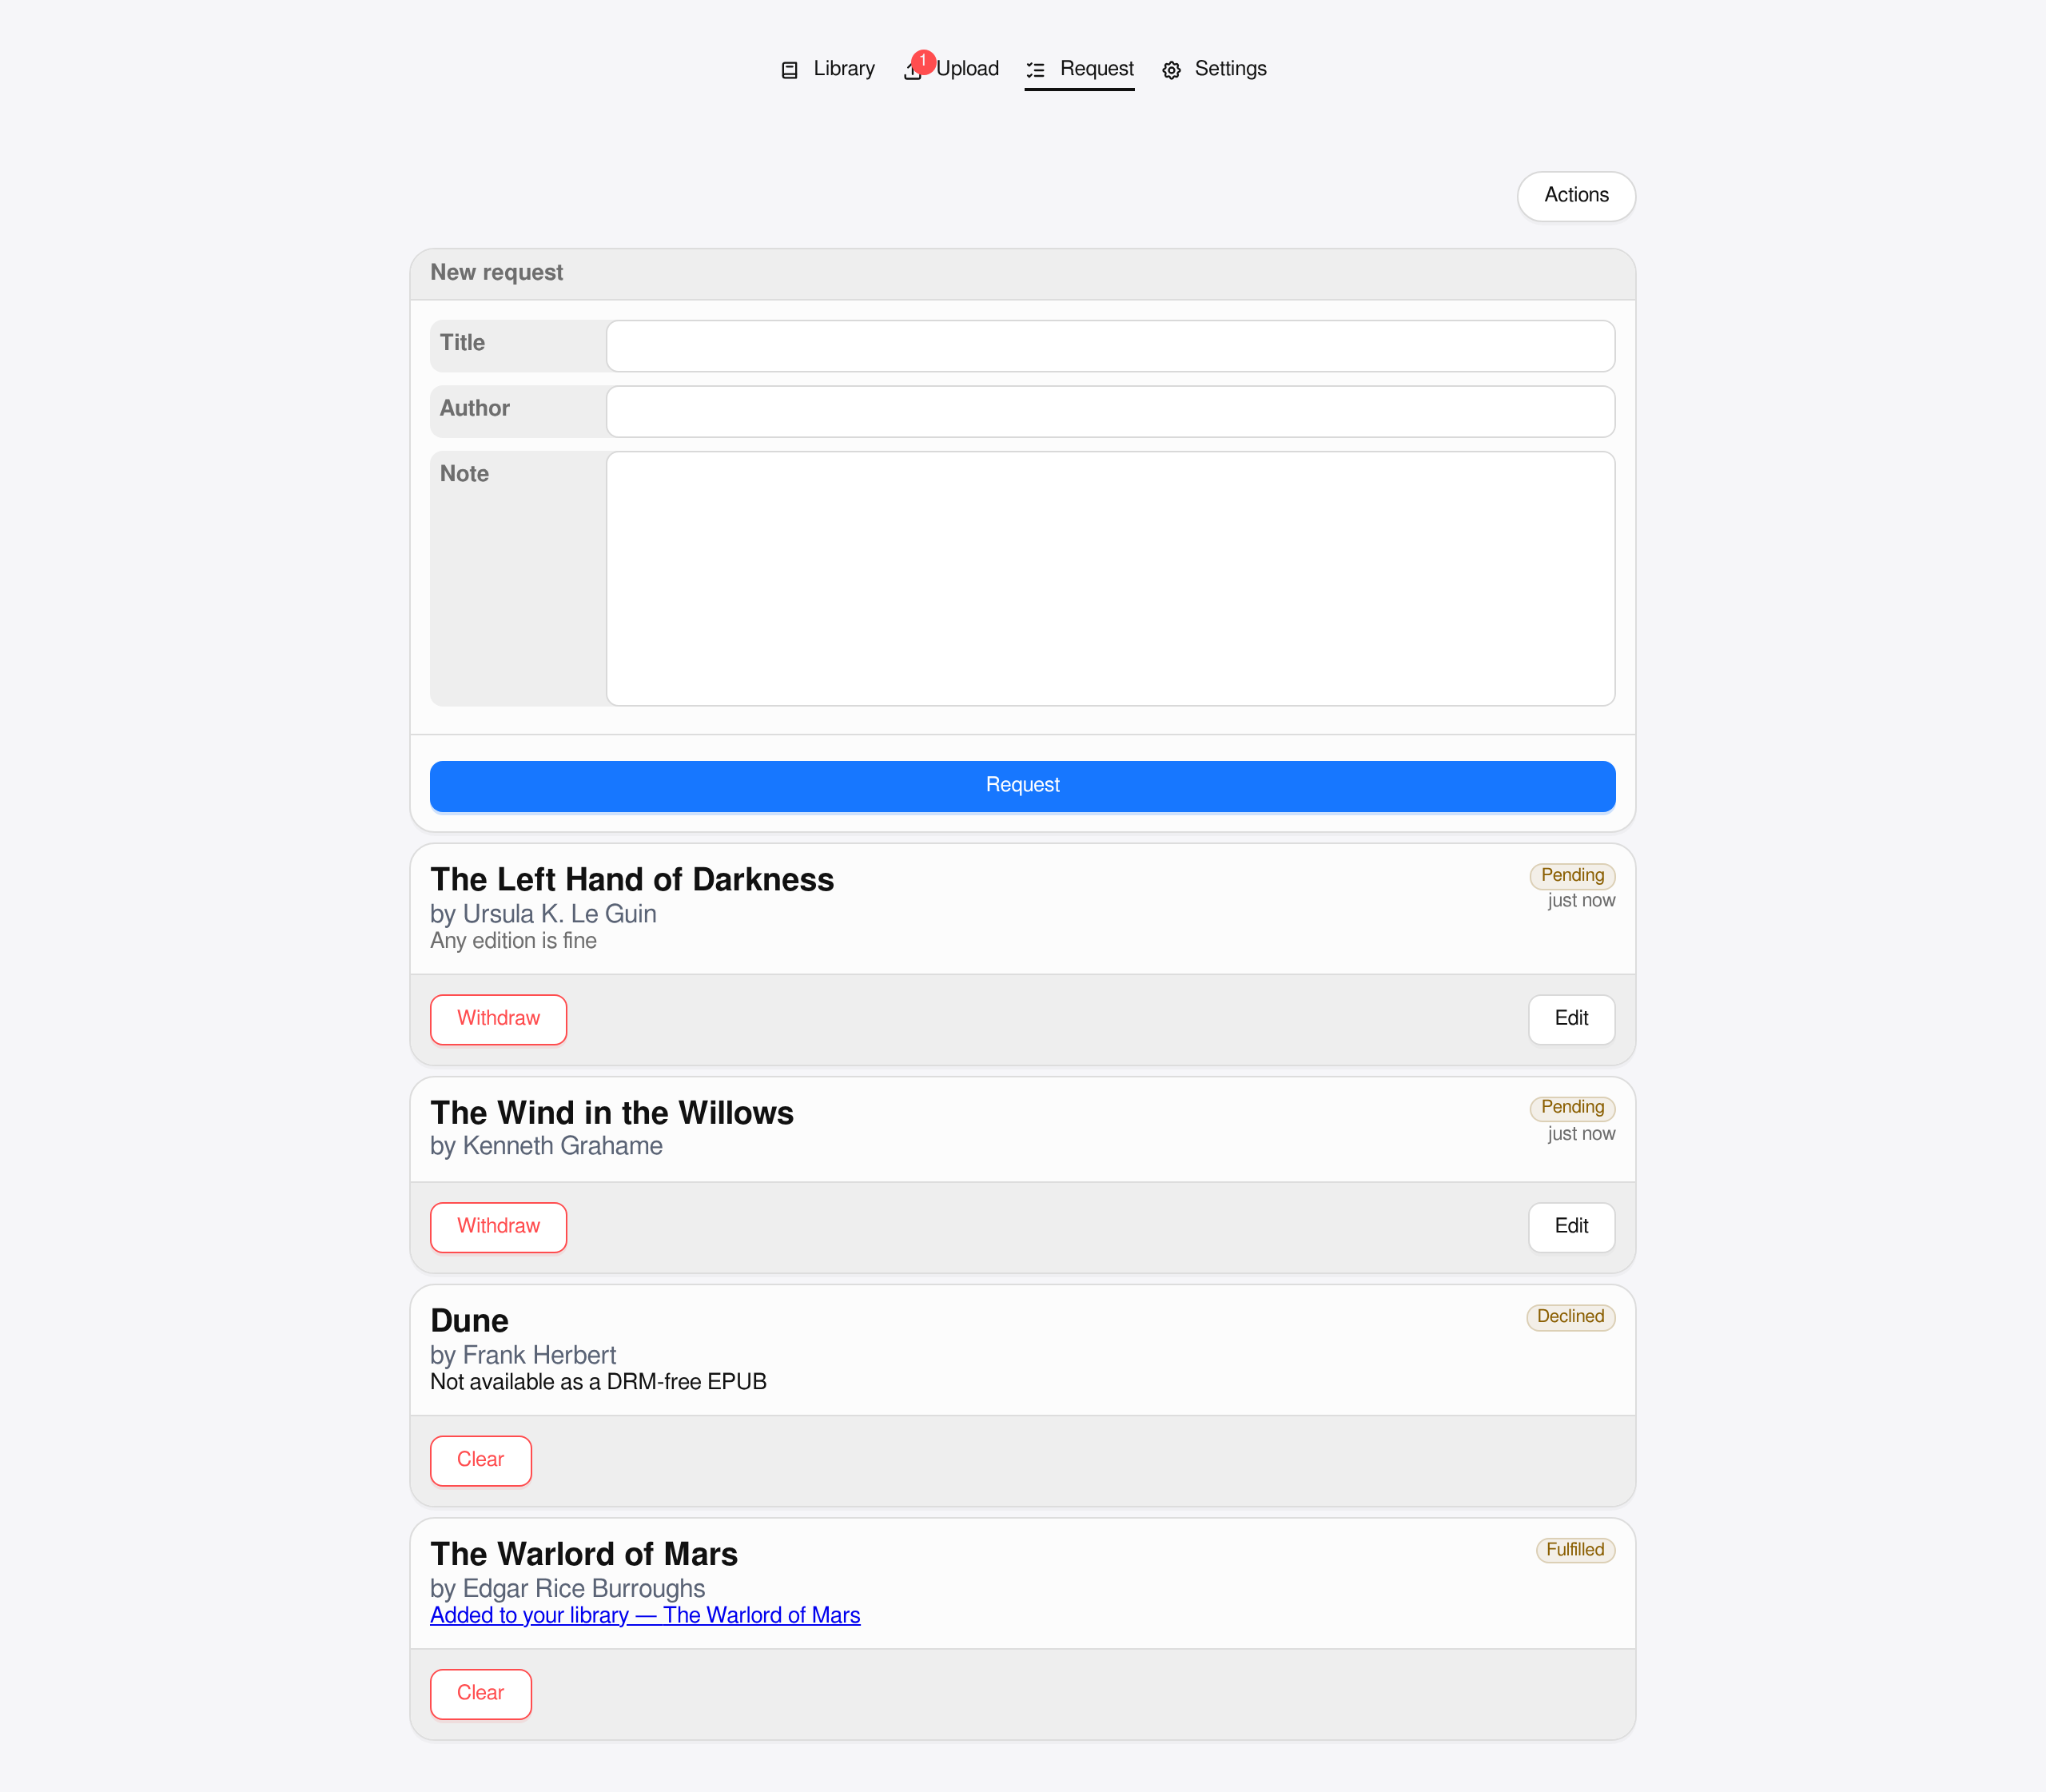 Library
1
Upload
Request
Settings
Actions
New request
Title
Author
Note
Request
The Left Hand of Darkness
Pending
by Ursula K. Le Guin
just now
Any edition is fine
Withdraw
Edit
The Wind in the Willows
Pending
by Kenneth Grahame
just now
Withdraw
Edit
Dune
Declined
by Frank Herbert
Not available as a DRM-free EPUB
Clear
The Warlord of Mars
Fulfilled
by Edgar Rice Burroughs
Added to your library — The Warlord of Mars
Clear